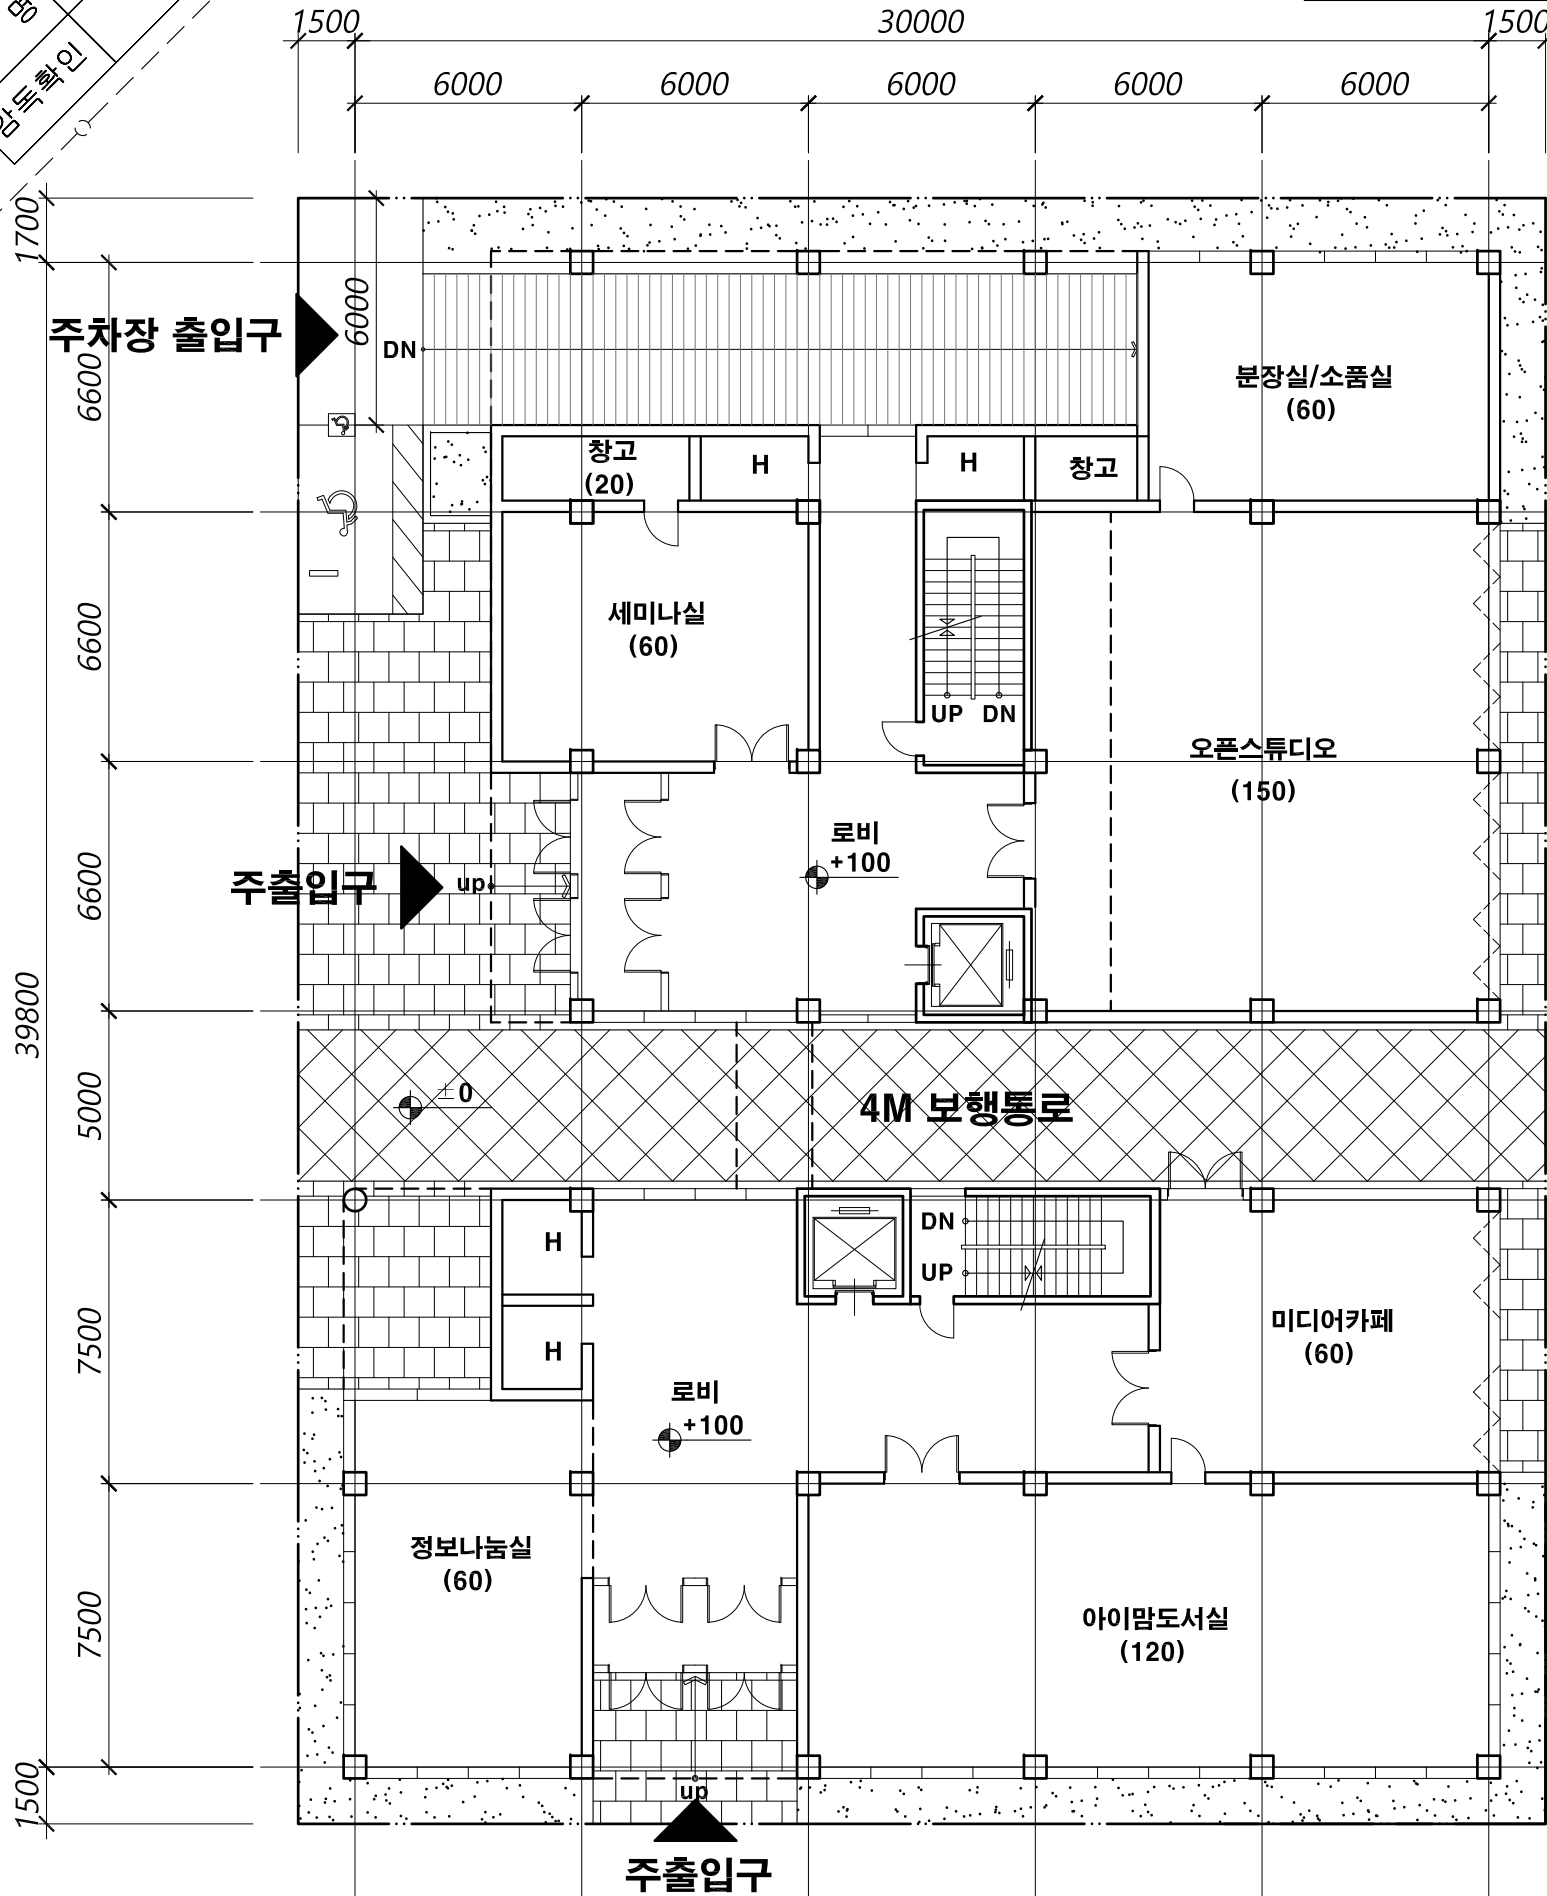 명
감독확인
1500
30000
1500
6000
6000
6000
6000
6000
1700
6000
주차장 출입구
DN
6600
분장실/소품실
(60)
창고
(20)
H
H
창고
세미나실
(60)
6600
UP DN
오픈스튜디오
(150)
로비
+100
6600
주출입구
up
39800
±0
4M 보행통로
5000
H
DN
UP
H
미디어카페
(60)
7500
로비
+100
정보나눔실
(60)
아이맘도서실
(120)
7500
1500
up
주출입구